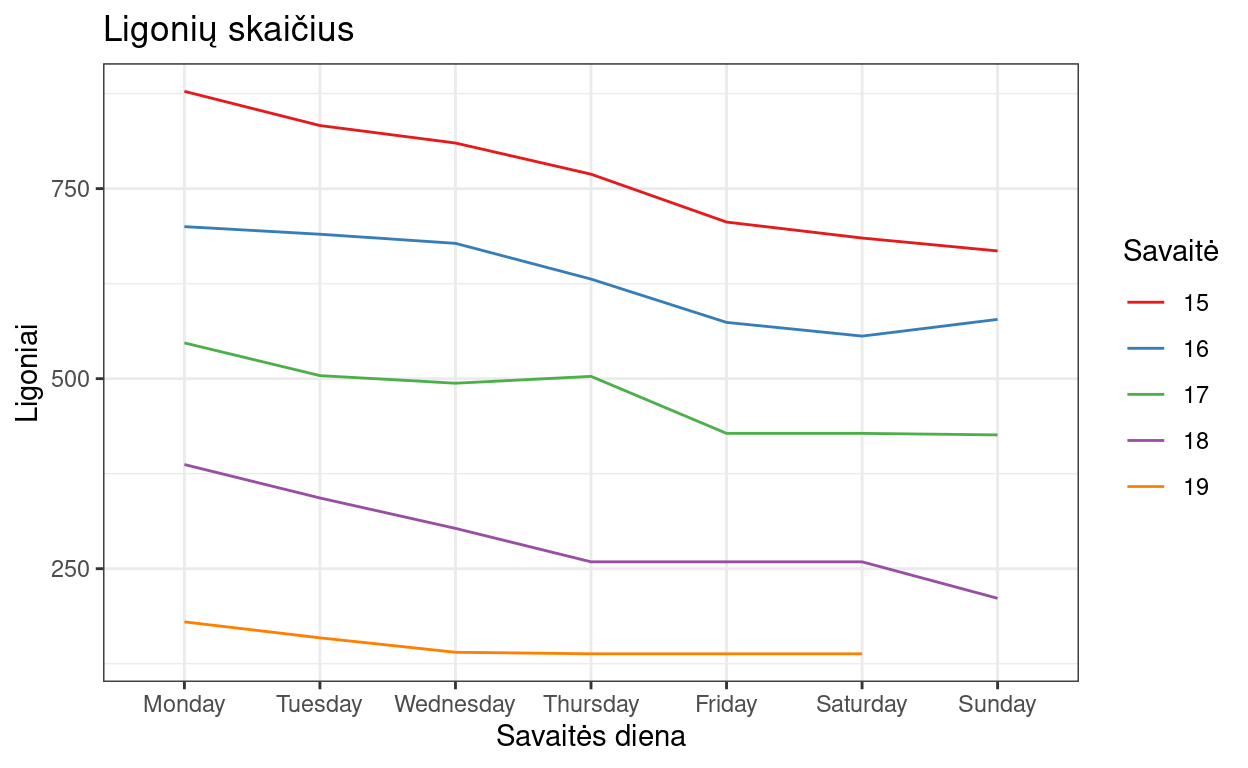 Ligonių skaičius
Ligoniai
750
500
250
Monday Tuesday Wednesday Thursday Friday Saturday Sunday
Savaitės diena
Savaitė
15
16
17
18
19